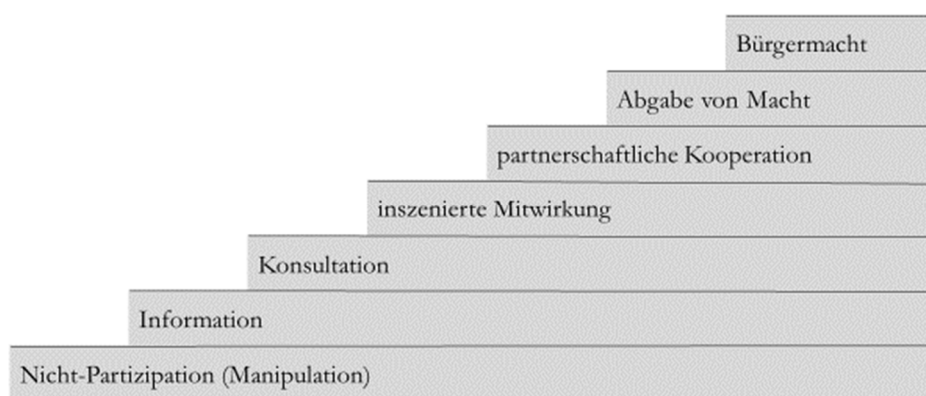 Bürgermacht
Abgabe von Macht
partnerschaftliche Kooperation
inszenierte Mitwirkung
Konsultation
Information
Nicht-Partizipation (Manipulation)